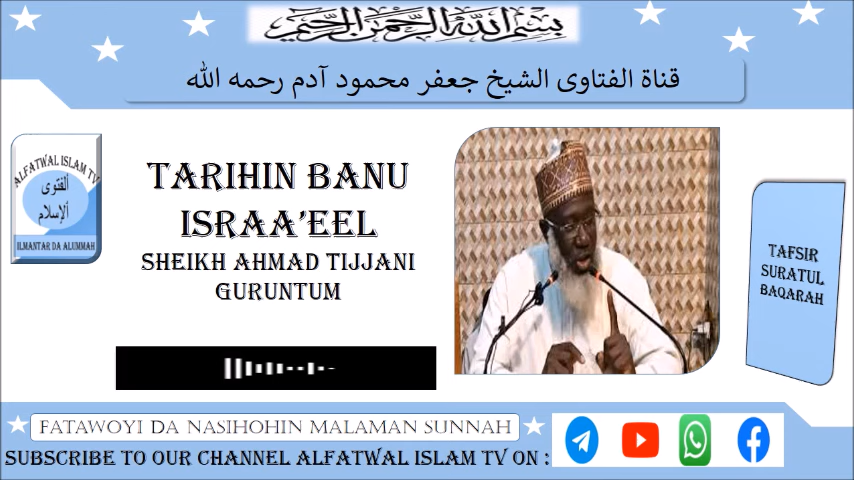 بسم الله الرحمن الرحيم
قناة الفتاوى الشيخ جعفر محمود آدم رحمه الله
ALFATWAL ISLAM TV
الفتوى
الإسلام
ILMANTAR DA ALUMMAH
TARIHIN BANU
ISRAA'EEL
SHEIKH AHMAD TIJJANI
GURUNTUM
TAFSIR
SURATUL
BAQARAH
FATAWOYI DA NASIHOHIN MALAMAN SUNNAH
SUBSCRIBE TO OUR CHANNEL ALFATWAL ISLAM TV ON :